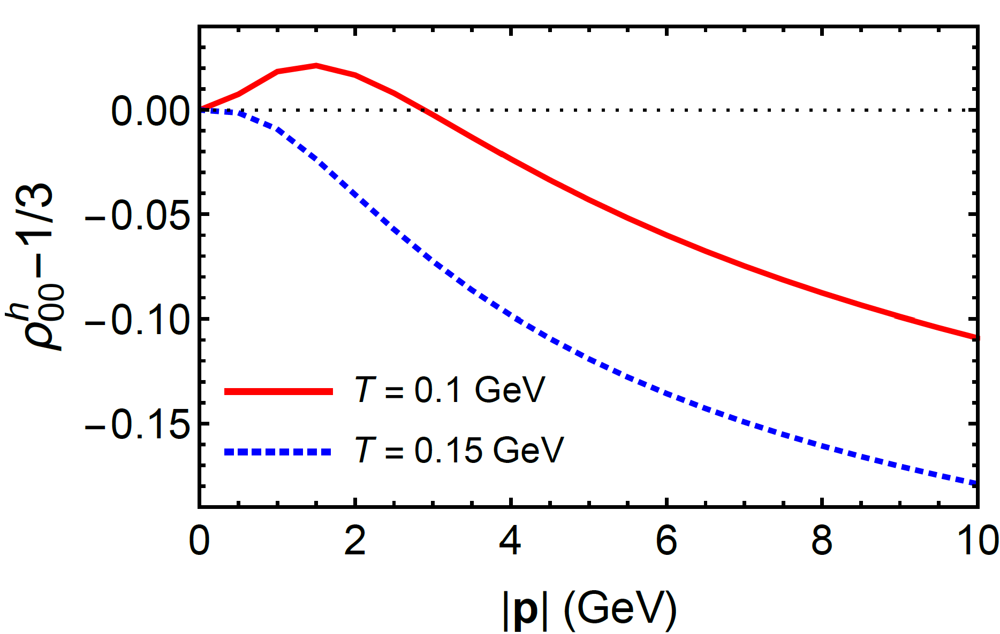 ρ^h_00 − 1/3
0.00
−0.05
−0.10
−0.15
T = 0.1 GeV
T = 0.15 GeV
0 2 4 6 8 10
|p| (GeV)